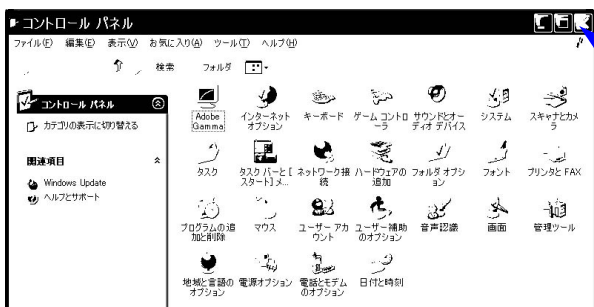 コントロール パネル
ファイル(F) 編集(E) 表示(V) お気に入り(A) ツール(T) ヘルプ(H)
検索 フォルダ
コントロール パネル
カテゴリの表示に切り替える
関連項目
Windows Update
ヘルプとサポート
Adobe
Gamma
インターネット
オプション
キーボード
ゲーム コントロ
ーラ
サウンドとオー
ディオ デバイス
システム
スキャナとカメ
ラ
タスク
タスク バーと [
スタート] メ...
ネットワーク接
続
ハードウェアの
追加
フォルダ オプシ
ョン
フォント
プリンタと FAX
プログラムの追
加と削除
マウス
ユーザー アカ
ウント
ユーザー補助
のオプション
音声認識
画面
管理ツール
地域と言語の
オプション
電源オプション
電話とモデム
のオプション
日付と時刻